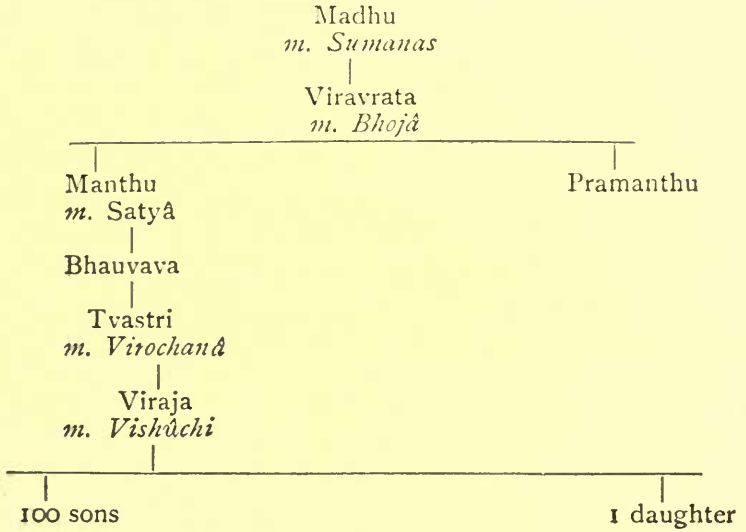 Madhu
m. Sumanas
Viravrata
m. Bhojâ
Manthu Pramanthu
m. Satyâ
Bhauvava
Tvastri
m. Virochanâ
Viraja
m. Vishûchi
100 sons 1 daughter